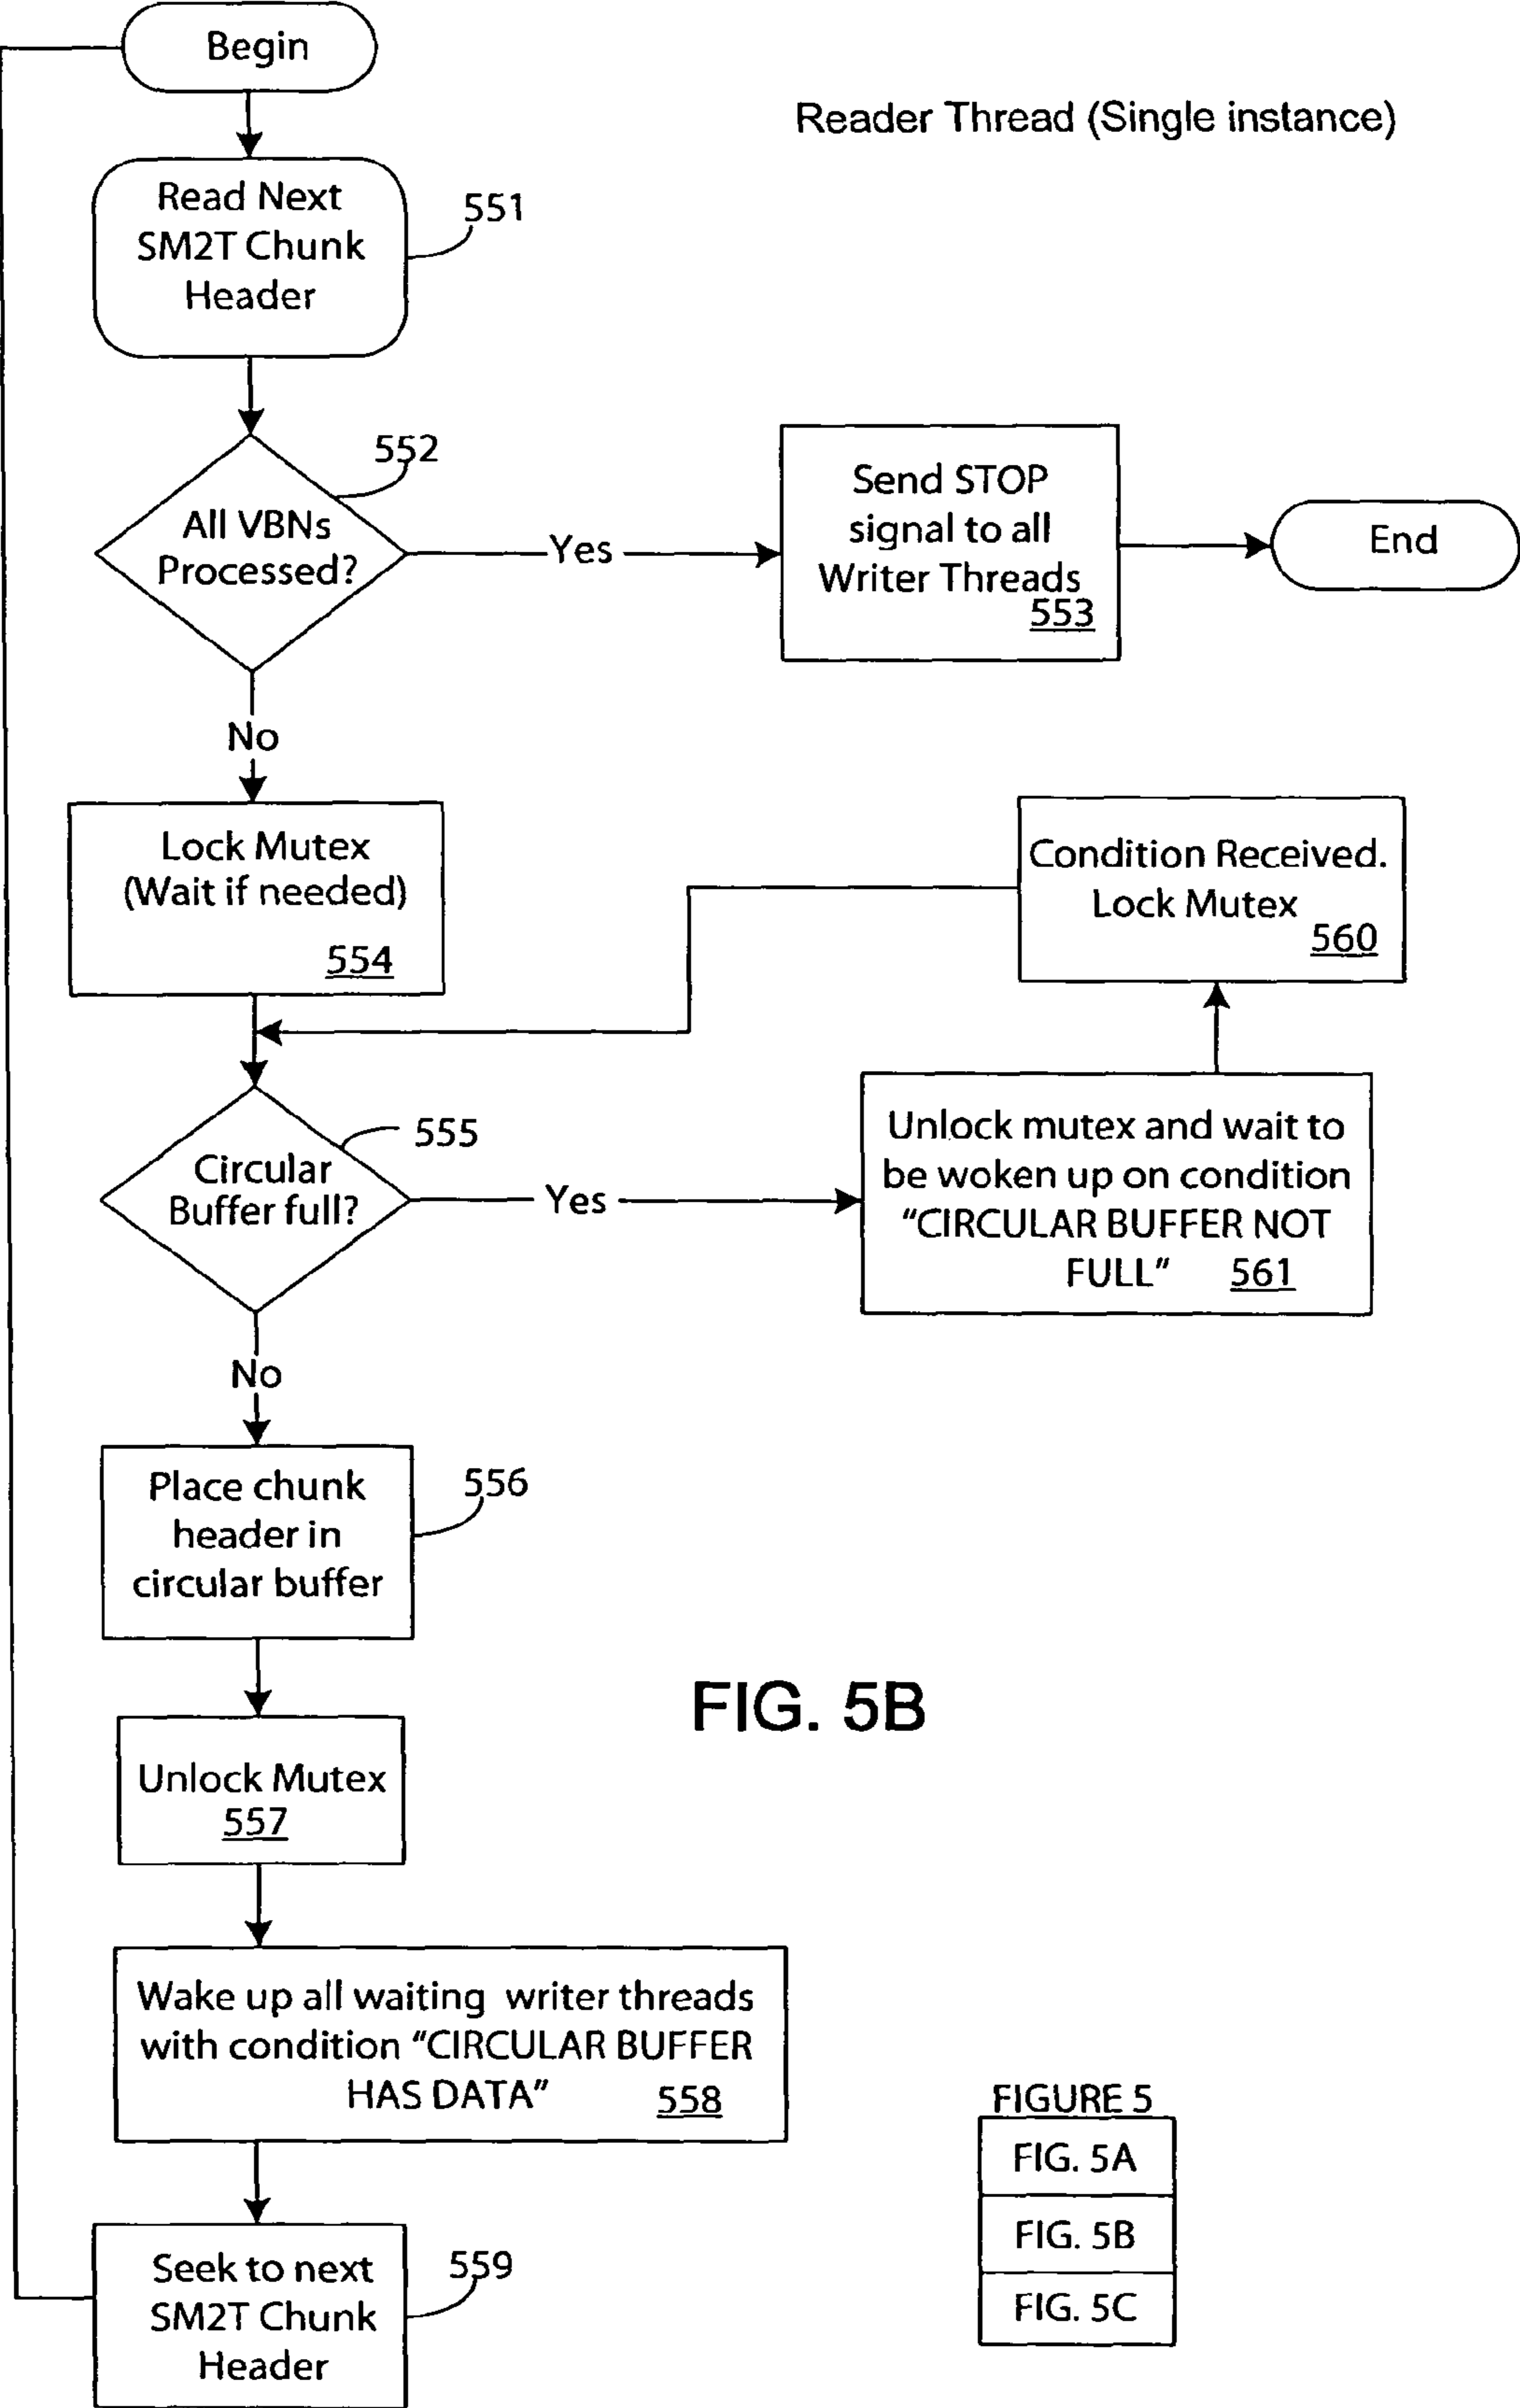 Begin
Reader Thread (Single instance)
Read Next
SM2T Chunk
Header
551
552
All VBNs
Processed?
Yes
Send STOP
signal to all
Writer Threads
553
End
No
Lock Mutex
(Wait if needed)
554
Condition Received.
Lock Mutex
560
555
Circular
Buffer full?
Yes
Unlock mutex and wait to
be woken up on condition
"CIRCULAR BUFFER NOT
FULL" 561
No
Place chunk
header in
circular buffer
556
FIG. 5B
Unlock Mutex
557
Wake up all waiting writer threads
with condition "CIRCULAR BUFFER
HAS DATA" 558
Seek to next
SM2T Chunk
Header
559
FIGURE 5
FIG. 5A
FIG. 5B
FIG. 5C